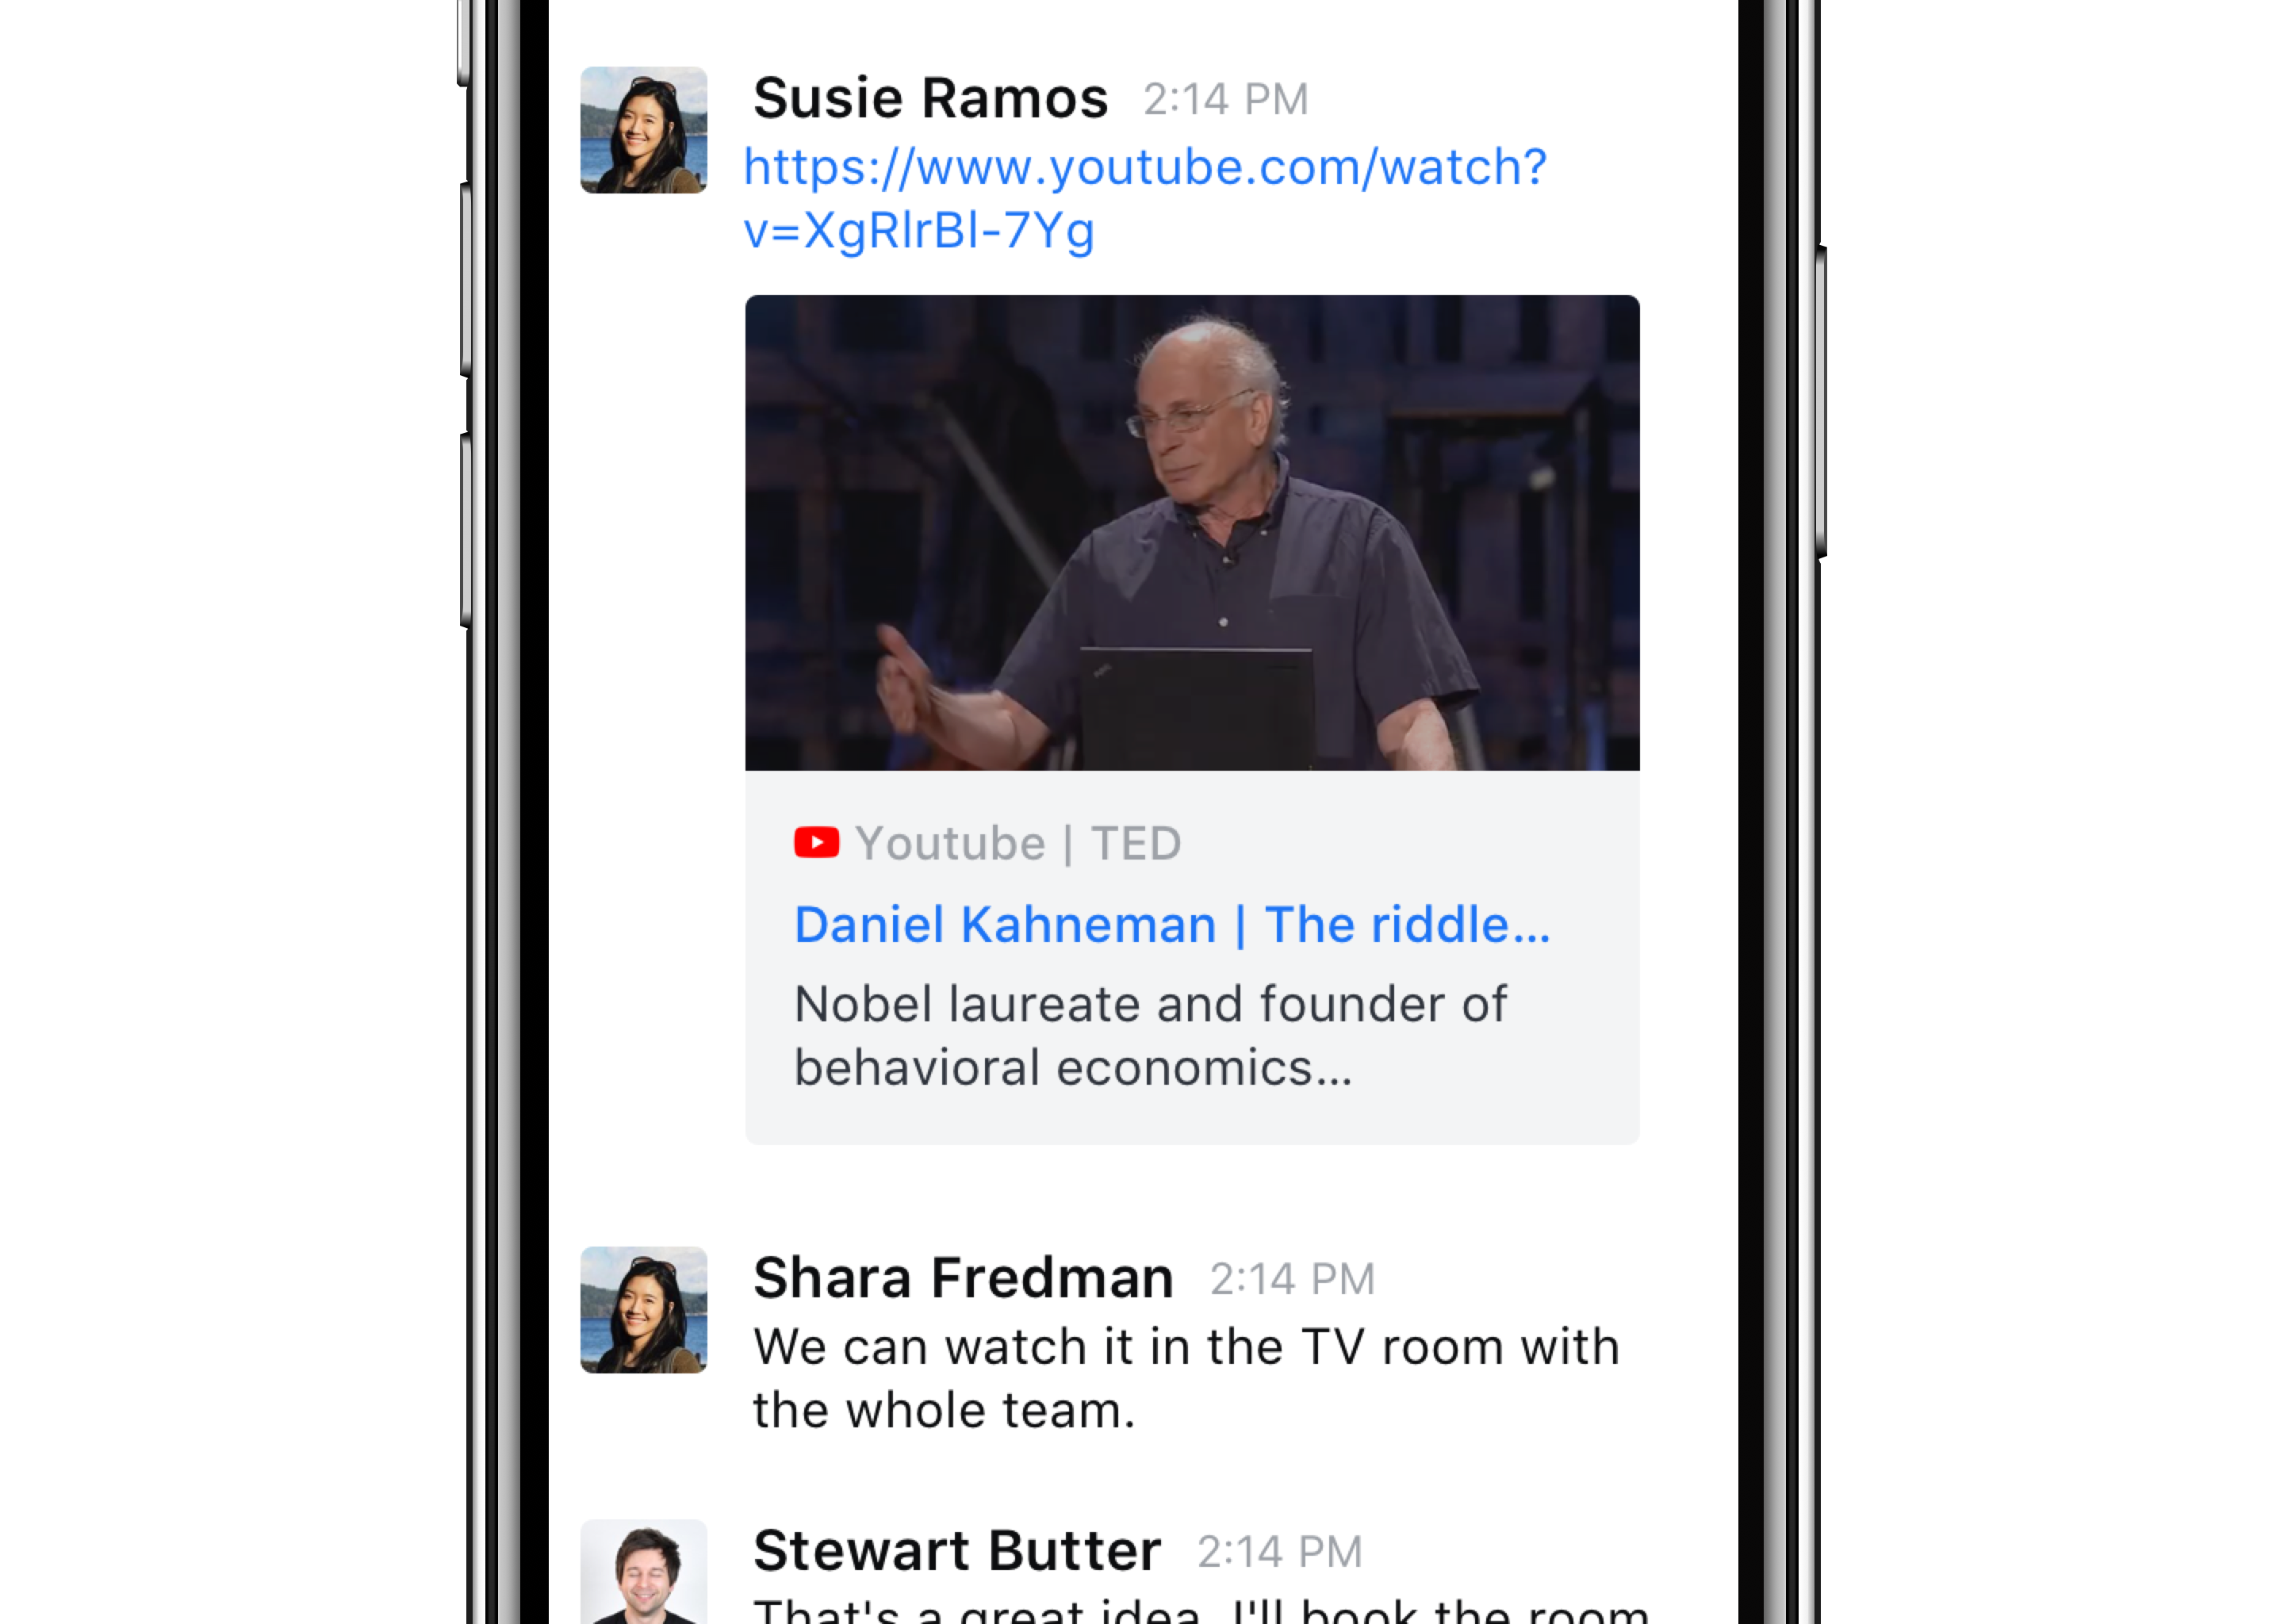 Susie Ramos 2:14 PM
https://www.youtube.com/watch?
v=XgRlrBl-7Yg
Youtube | TED
Daniel Kahneman | The riddle...
Nobel laureate and founder of
behavioral economics...
Shara Fredman 2:14 PM
We can watch it in the TV room with
the whole team.
Stewart Butter 2:14 PM
That's a great idea. I'll book the room